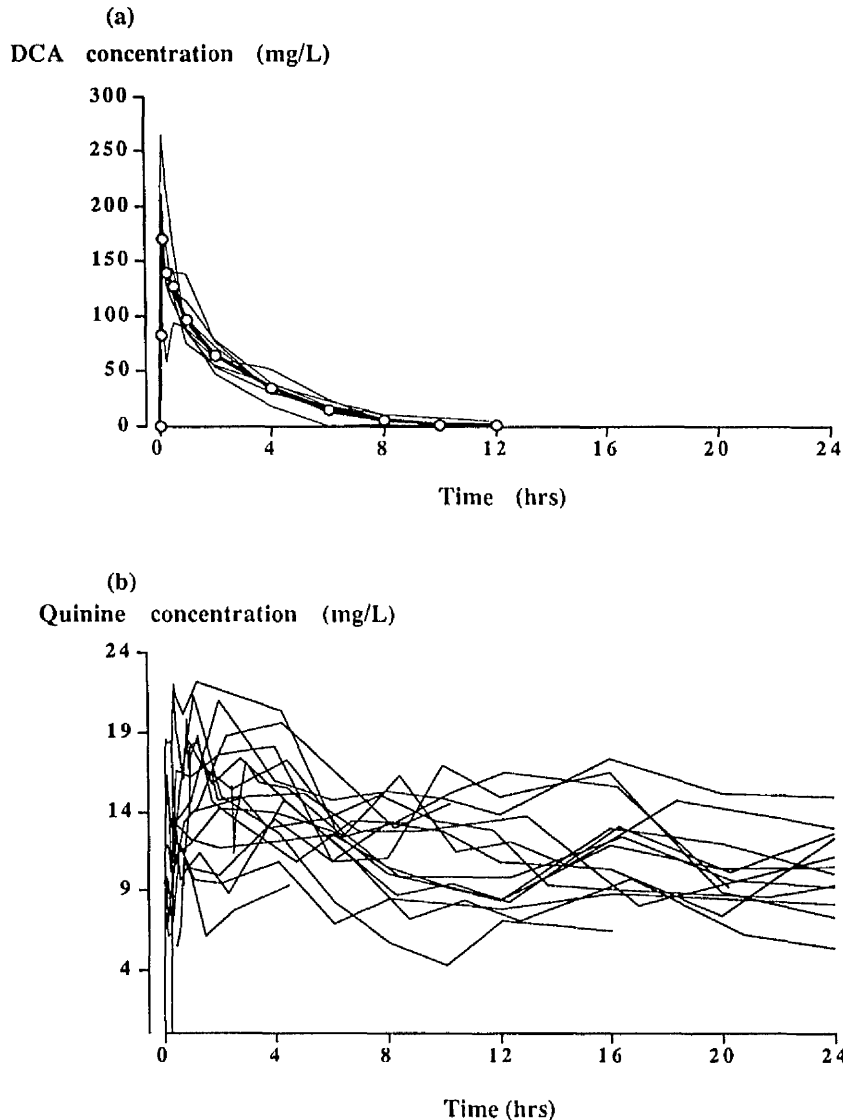 (a)
DCA concentration (mg/L)
300
250
200
150
100
50
0
0 4 8 12 16 20 24
Time (hrs)
(b)
Quinine concentration (mg/L)
24
19
14
9
4
0 4 8 12 16 20 24
Time (hrs)